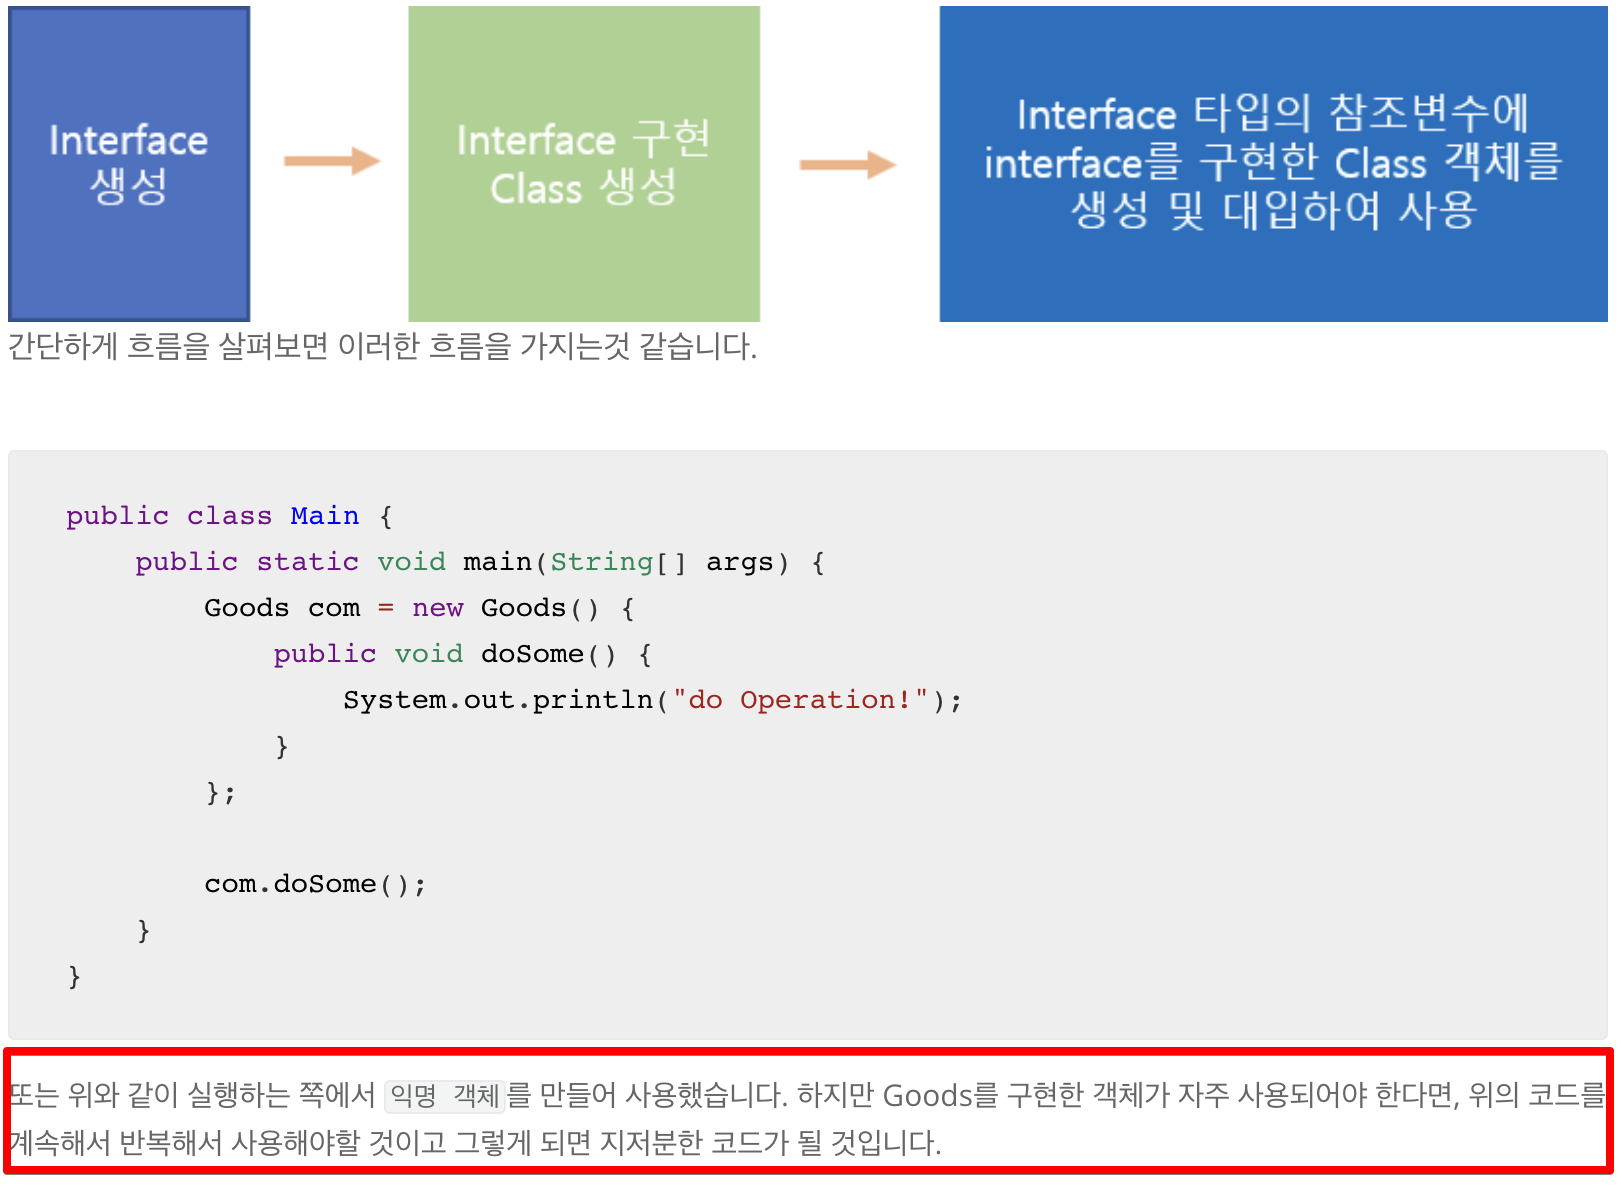 Interface
생성
Interface 구현
Class 생성
Interface 타입의 참조변수에
interface를 구현한 Class 객체를
생성 및 대입하여 사용
간단하게 흐름을 살펴보면 이러한 흐름을 가지는것 같습니다.
public class Main {
    public static void main(String[] args) {
        Goods com = new Goods() {
            public void doSome() {
                System.out.println("do Operation!");
            }
        };
        com.doSome();
    }
}
또는 위와 같이 실행하는 쪽에서 익명 객체를 만들어 사용했습니다. 하지만 Goods를 구현한 객체가 자주 사용되어야 한다면, 위의 코드를
계속해서 반복해서 사용해야할 것이고 그렇게 되면 지저분한 코드가 될 것입니다.